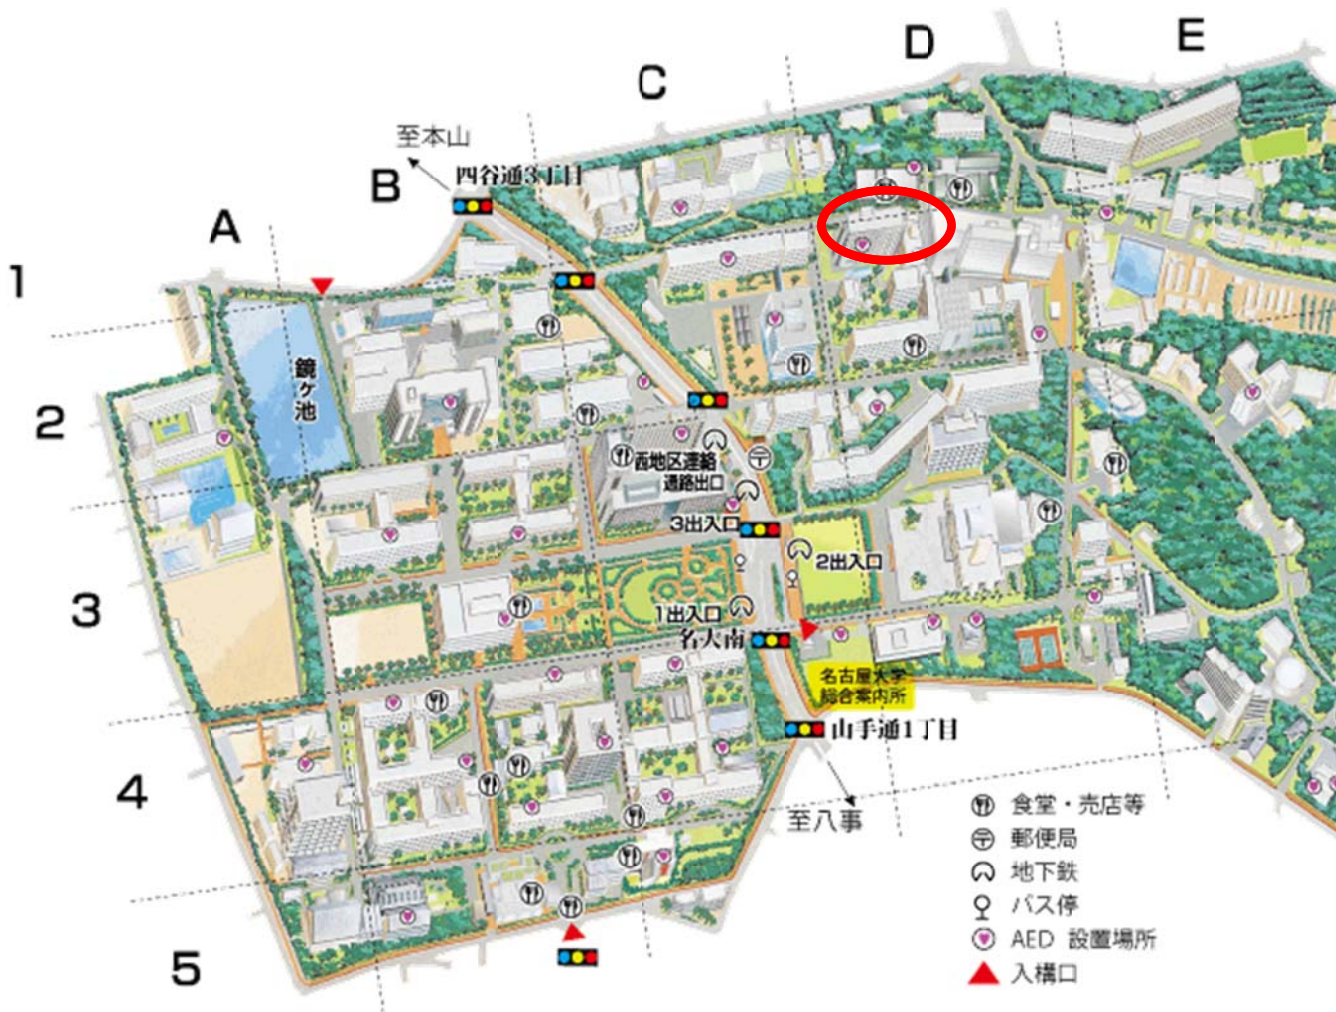 D
E
C
至本山
四谷通3丁目
B
A
1
鏡ヶ池
2
西地区連絡
通路出口
3出入口
2出入口
3
1出入口
名大南
名古屋大学
総合案内所
山手通1丁目
4
至八事
食堂・売店等
郵便局
地下鉄
バス停
AED 設置場所
入構口
5